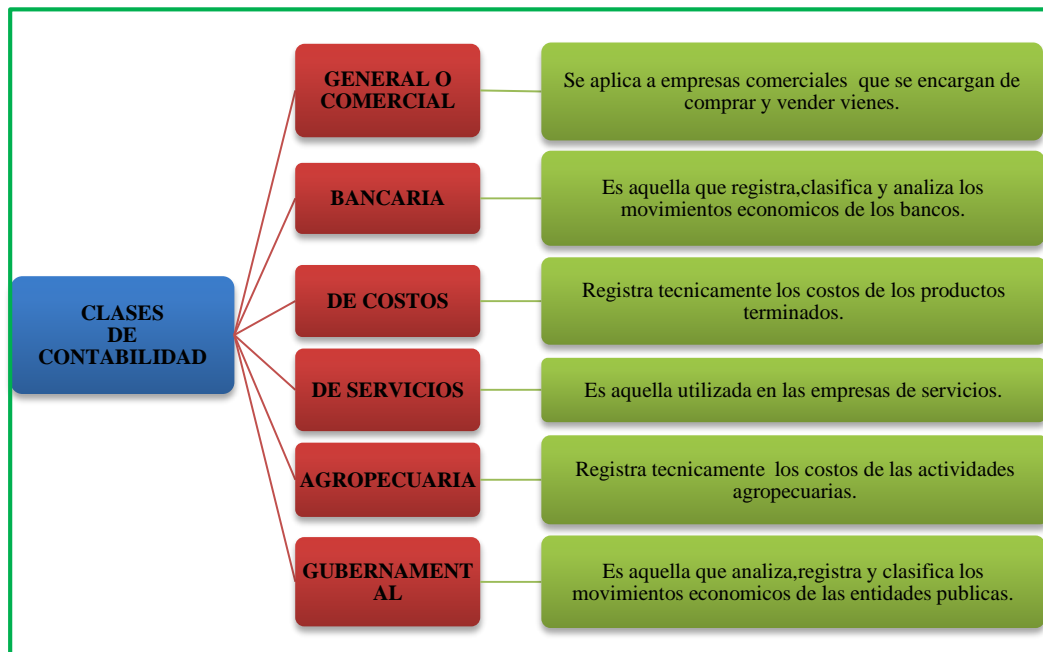 CLASES
DE
CONTABILIDAD
GENERAL O
COMERCIAL
Se aplica a empresas comerciales que se encargan de
comprar y vender vienes.
BANCARIA
Es aquella que registra,clasifica y analiza los
movimientos economicos de los bancos.
DE COSTOS
Registra tecnicamente los costos de los productos
terminados.
DE SERVICIOS
Es aquella utilizada en las empresas de servicios.
AGROPECUARIA
Registra tecnicamente los costos de las actividades
agropecuarias.
GUBERNAMENT
AL
Es aquella que analiza,registra y clasifica los
movimientos economicos de las entidades publicas.